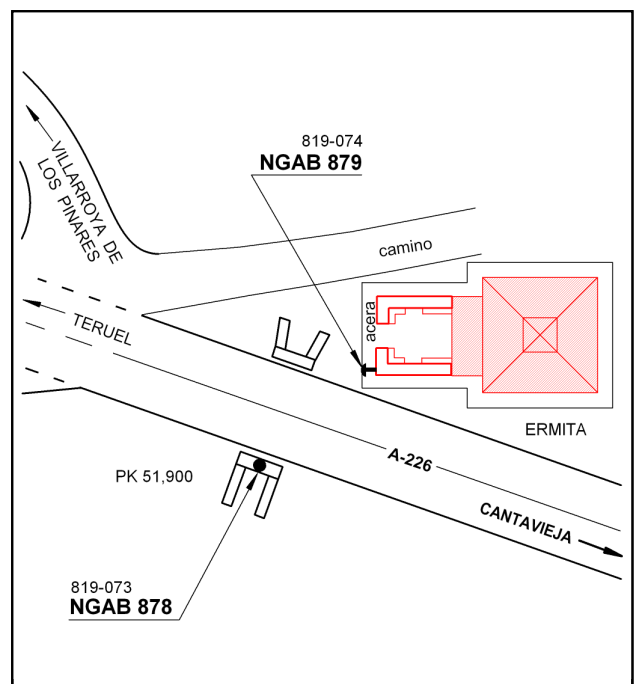 819-074
NGAB 879
VILLARROYA DE
LOS PINARES
camino
acera
TERUEL
ERMITA
A-226
PK 51,900
CANTAVIEJA
819-073
NGAB 878